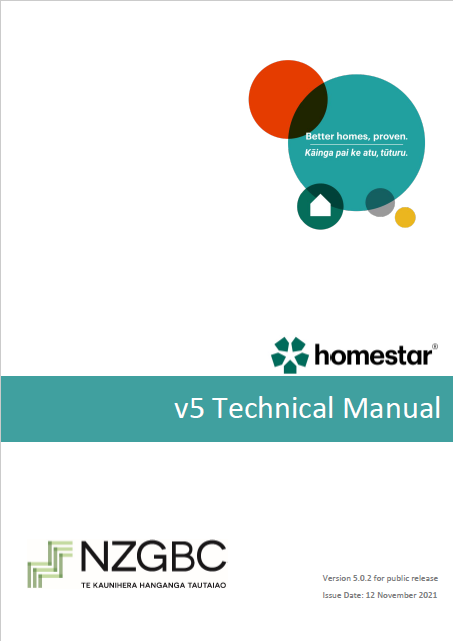 Better homes, proven.
Kāinga pai ke atu, tūturu.
homestar®
v5 Technical Manual
NZGBC
TE KAUNIHERA HANGANGA TAUTAIAO
Version 5.0.2 for public release
Issue Date: 12 November 2021